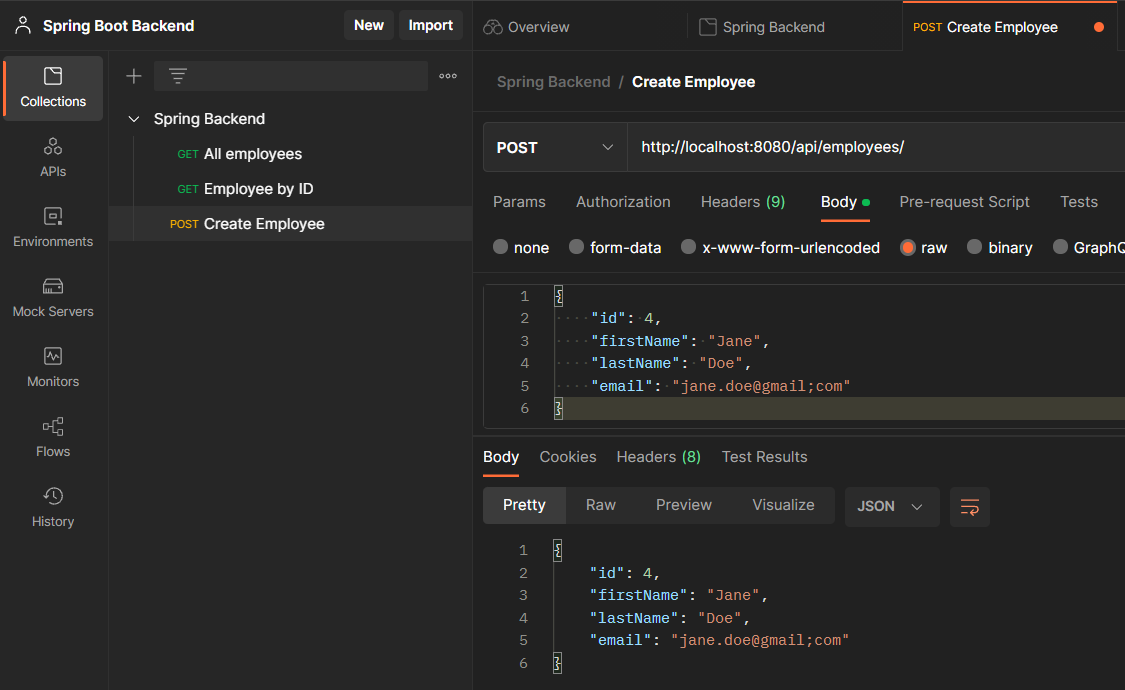 Spring Boot Backend
New
Import
Overview
Spring Backend
POST Create Employee
Collections
APIs
Environments
Mock Servers
Monitors
Flows
History
Spring Backend
GET All employees
GET Employee by ID
POST Create Employee
Spring Backend / Create Employee
POST
http://localhost:8080/api/employees/
Params Authorization Headers (9) Body Pre-request Script Tests
none form-data x-www-form-urlencoded raw binary GraphQ
1 {
2 "id": 4,
3 "firstName": "Jane",
4 "lastName": "Doe",
5 "email": "jane.doe@gmail;com"
6 }
Body Cookies Headers (8) Test Results
Pretty Raw Preview Visualize JSON
1 {
2 "id": 4,
3 "firstName": "Jane",
4 "lastName": "Doe",
5 "email": "jane.doe@gmail;com"
6 }